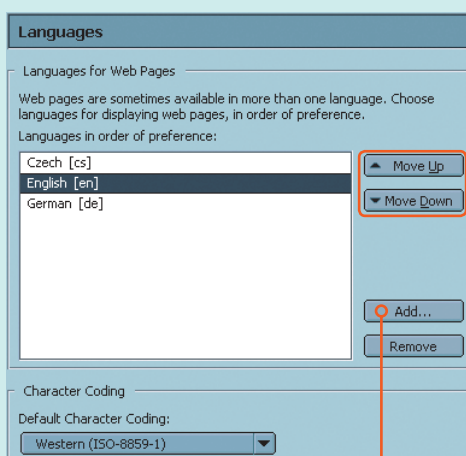 Languages
Languages for Web Pages
Web pages are sometimes available in more than one language. Choose
languages for displaying web pages, in order of preference.
Languages in order of preference:
Czech [cs]
English [en]
German [de]
Move Up
Move Down
Add...
Remove
Character Coding
Default Character Coding:
Western (ISO-8859-1)